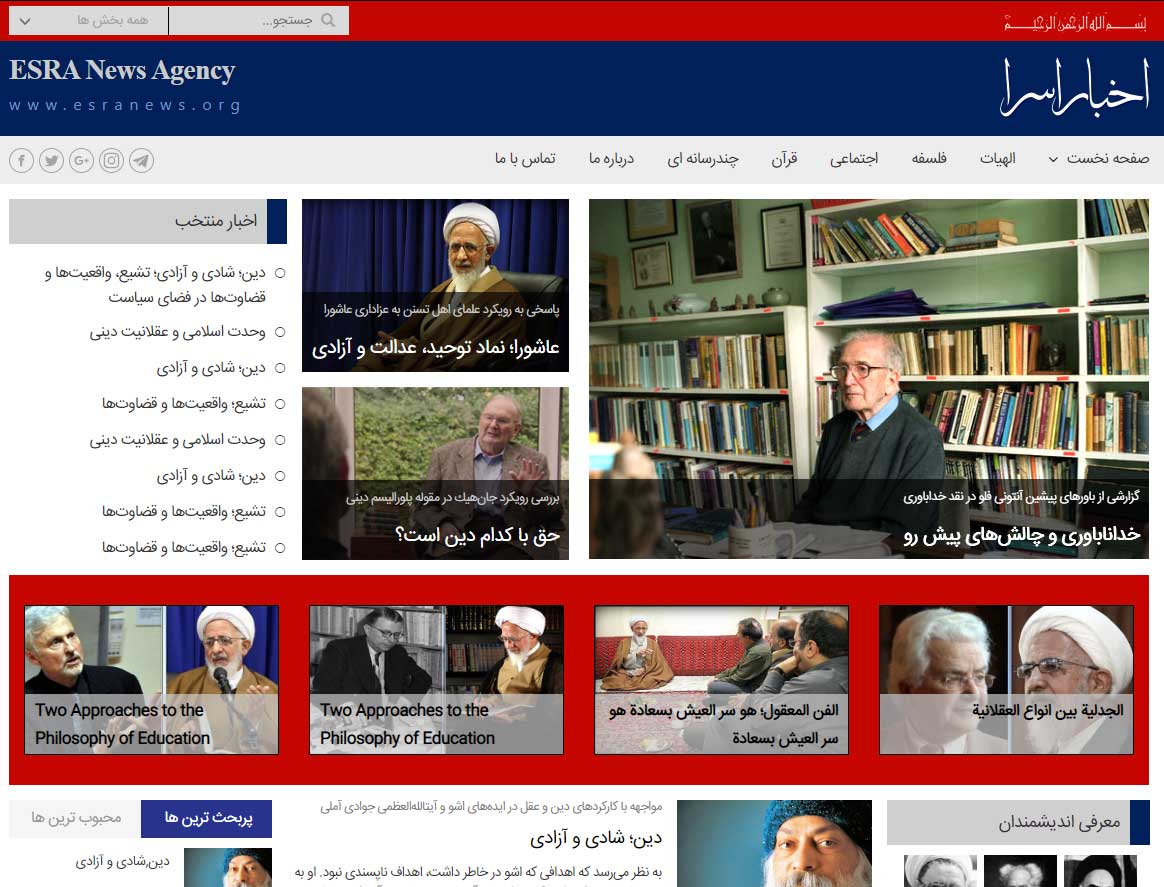 بسم الله الرحمن الرحیم
جستجو...
همه بخش ها
اخبار اسرا
ESRA News Agency
www.esranews.org
صفحه نخست
الهیات
فلسفه
اجتماعی
قرآن
چندرسانه ای
درباره ما
تماس با ما
گزارشی از باورهای پیشین آنتونی فلو در نقد خداباوری
خداناباوری و چالش‌های پیش رو
پاسخی به رویکرد علمای اهل تسنن به عزاداری عاشورا
عاشورا؛ نماد توحید، عدالت و آزادی
بررسی رویکرد جان‌هیک در مقوله پلورالیسم دینی
حق با کدام دین است؟
اخبار منتخب
دین؛ شادی و آزادی؛ تشیع، واقعیت‌ها و
قضاوت‌ها در فضای سیاست
وحدت اسلامی و عقلانیت دینی
دین؛ شادی و آزادی
تشیع؛ واقعیت‌ها و قضاوت‌ها
وحدت اسلامی و عقلانیت دینی
دین؛ شادی و آزادی
تشیع؛ واقعیت‌ها و قضاوت‌ها
تشیع؛ واقعیت‌ها و قضاوت‌ها
الجدلية بين انواع العقلانية
الفن المعقول؛ هو سر العيش بسعادة هو
سر العيش بسعادة
Two Approaches to the
Philosophy of Education
Two Approaches to the
Philosophy of Education
معرفی اندیشمندان
مواجهه با کارکردهای دین و عقل در ایده‌های اشو و آیت‌الله‌العظمی جوادی آملی
دین؛ شادی و آزادی
به نظر می‌رسد که اهدافی که اشو در خاطر داشت، اهداف ناپسندی نبود. او به
پربحث ترین ها
محبوب ترین ها
دین,شادی و آزادی